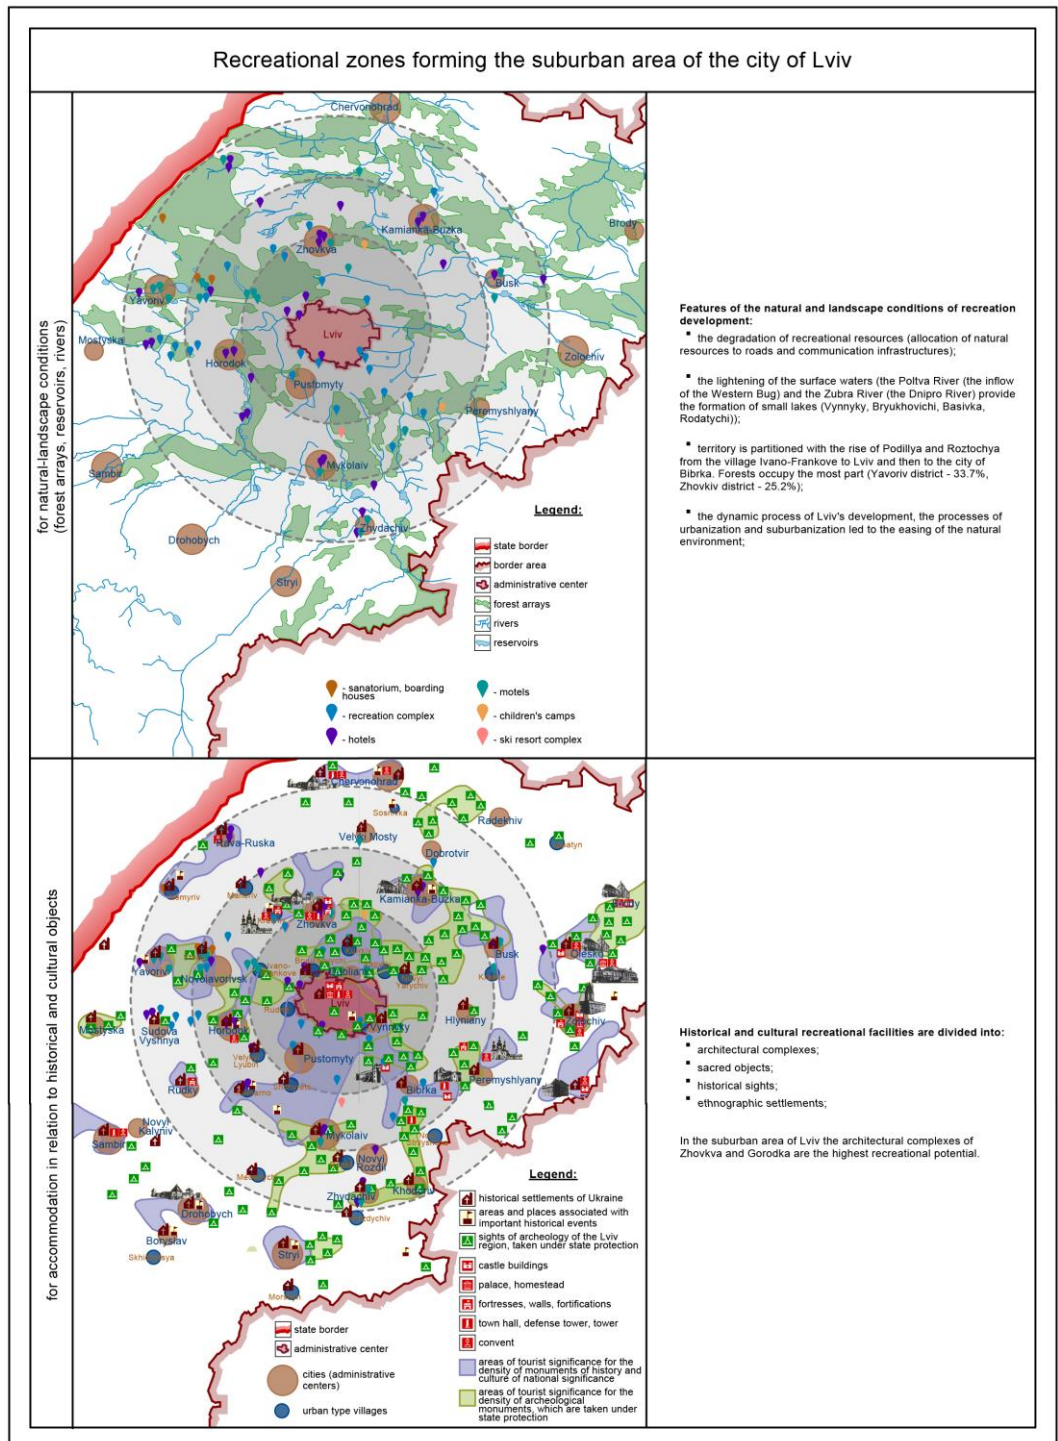 Recreational zones forming the suburban area of the city of Lviv
for natural-landscape conditions
(forest arrays, reservoirs, rivers)
Chervonohrad
Brody
Kamianka-Buzka
Zhovkva
Busk
Yavoriv
Mostyska
Lviv
Zolochiv
Horodok
Pustomyty
Peremyshlyany
Sambir
Mykolaiv
Zhydachiv
Drohobych
Stryi
Legend:
state border
border area
administrative center
forest arrays
rivers
reservoirs
- sanatorium, boarding
houses
- recreation complex
- hotels
- motels
- children's camps
- ski resort complex
Features of the natural and landscape conditions of recreation
development:
▪ the degradation of recreational resources (allocation of natural
resources to roads and communication infrastructures);
▪ the lightening of the surface waters (the Poltva River (the inflow
of the Western Bug) and the Zubra River (the Dnipro River) provide
the formation of small lakes (Vynnyky, Bryukhovichi, Basivka,
Rodatychi));
▪ territory is partitioned with the rise of Podillya and Roztochya
from the village Ivano-Frankove to Lviv and then to the city of
Bibrka. Forests occupy the most part (Yavoriv district - 33.7%,
Zhovkiv district - 25.2%);
▪ the dynamic process of Lviv's development, the processes of
urbanization and suburbanization led to the easing of the natural
environment;
for accommodation in relation to historical and cultural objects
Chervonohrad
Sosnivka
Radekhiv
Rava-Ruska
Velyki Mosty
Dobrotvir
Kamianka-Buzka
Zhovkva
Busk
Olesko
Yavoriv
Novoiavorivsk
Yarychiv
Lviv
Mostyska
Sudova
Vyshnya
Horodok
Vynnyky
Hlyniany
Velyki
Lyubin
Pustomyty
Rudky
Bibrka
Peremyshlyany
Novyi
Kalyniv
Sambir
Mykolaiv
Novyi
Rozdil
Zhydachiv
Khodoriv
Drohobych
Boryslav
Stryi
Legend:
historical settlements of Ukraine
areas and places associated with
important historical events
sights of archeology of the Lviv
region, taken under state protection
castle buildings
palace, homestead
fortresses, walls, fortifications
town hall, defense tower, tower
convent
areas of tourist significance for the
density of monuments of history and
culture of national significance
areas of tourist significance for the
density of archeological
monuments, which are taken under
state protection
state border
administrative center
cities (administrative
centers)
urban type villages
Historical and cultural recreational facilities are divided into:
▪ architectural complexes;
▪ sacred objects;
▪ historical sights;
▪ ethnographic settlements;
In the suburban area of Lviv the architectural complexes of
Zhovkva and Gorodka are the highest recreational potential.